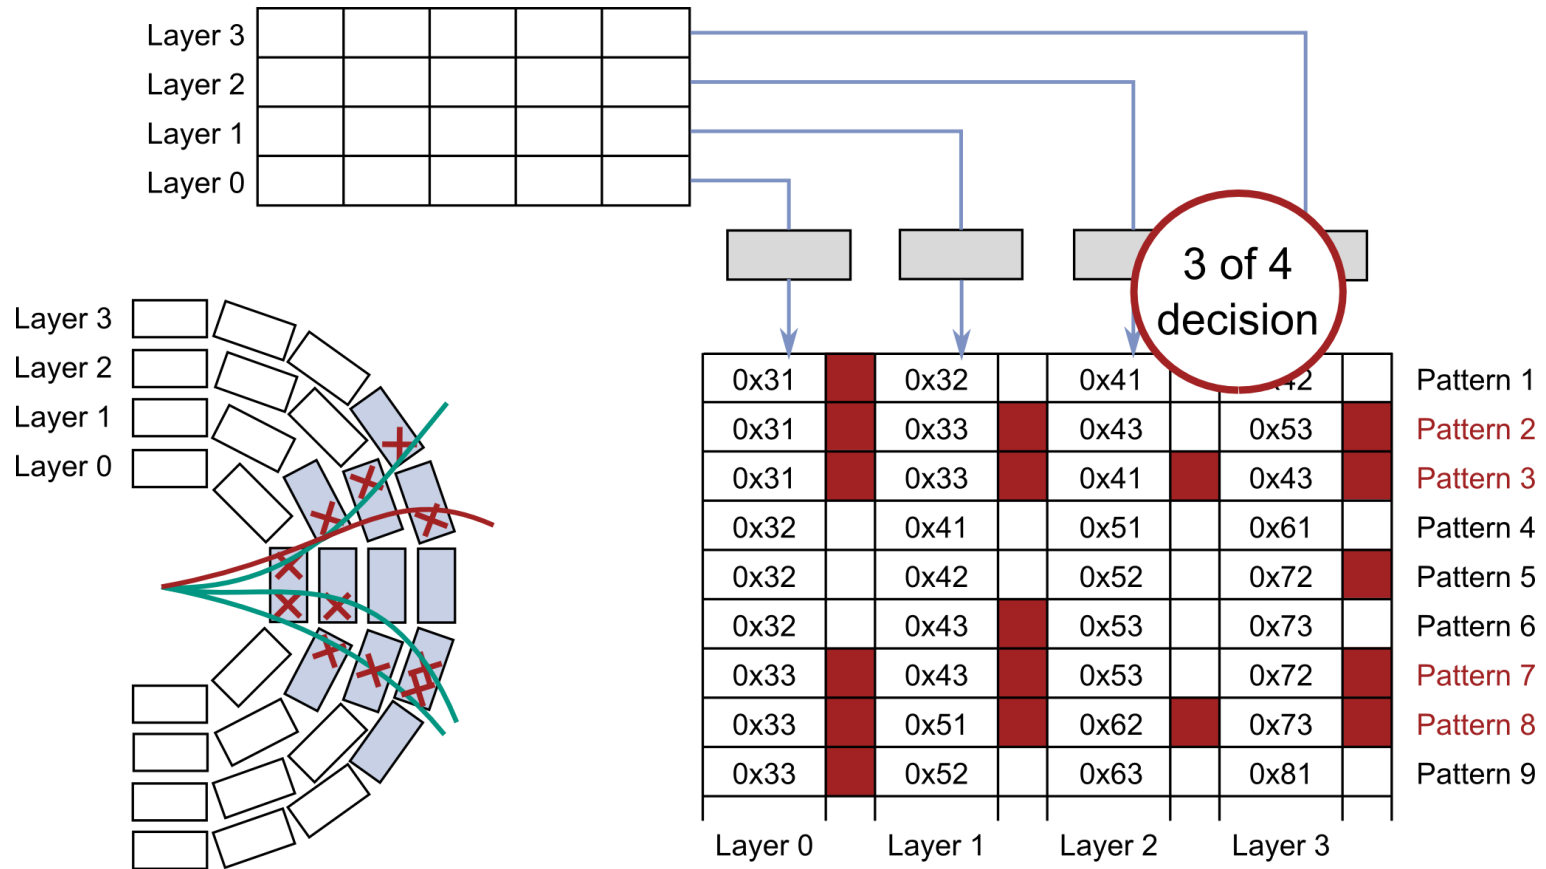 Layer 3
Layer 2
Layer 1
Layer 0
3 of 4
decision
Layer 3
Layer 2
Layer 1
Layer 0
0x31 0x32 0x41 Pattern 1
0x31 0x33 0x43 0x53 Pattern 2
0x31 0x33 0x41 0x43 Pattern 3
0x32 0x41 0x51 0x61 Pattern 4
0x32 0x42 0x52 0x72 Pattern 5
0x32 0x43 0x53 0x73 Pattern 6
0x33 0x43 0x53 0x72 Pattern 7
0x33 0x51 0x62 0x73 Pattern 8
0x33 0x52 0x63 0x81 Pattern 9
Layer 0 Layer 1 Layer 2 Layer 3